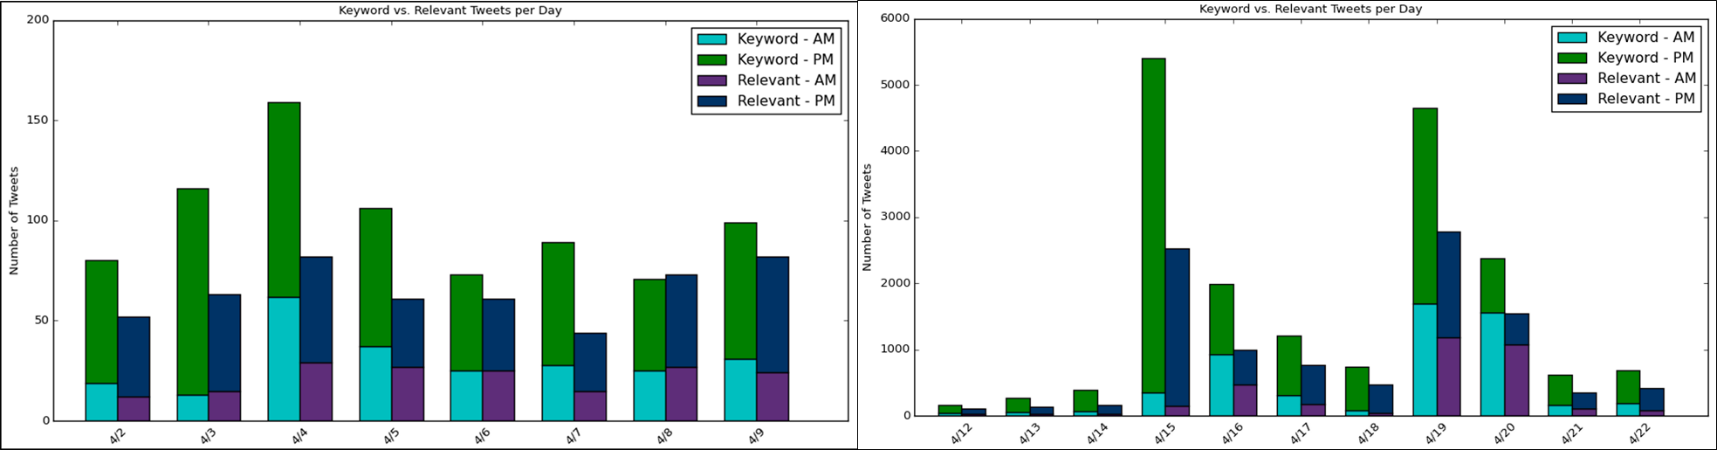 Keyword vs. Relevant Tweets per Day
200
150
100
50
0
Number of Tweets
Keyword - AM
Keyword - PM
Relevant - AM
Relevant - PM
4/2
4/3
4/4
4/5
4/6
4/7
4/8
4/9
Keyword vs. Relevant Tweets per Day
6000
5000
4000
3000
2000
1000
0
Number of Tweets
Keyword - AM
Keyword - PM
Relevant - AM
Relevant - PM
4/12
4/13
4/14
4/15
4/16
4/17
4/18
4/19
4/20
4/21
4/22